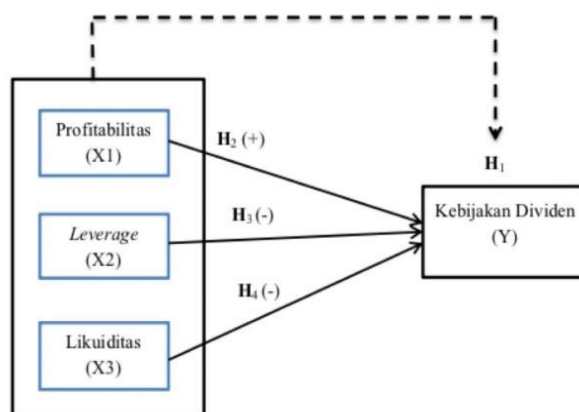 Profitabilitas
(X1)
H₂ (+)
H₁
Leverage
(X2)
H₃ (-)
Kebijakan Dividen
(Y)
H₄ (-)
Likuiditas
(X3)